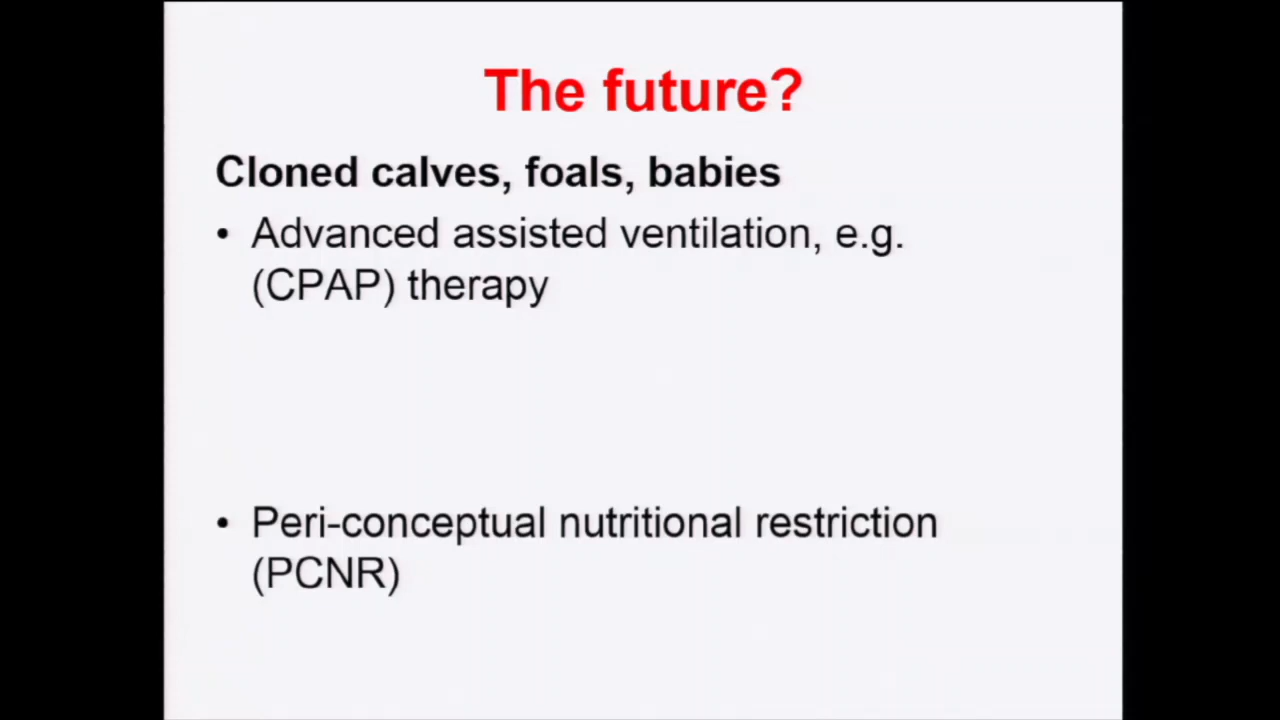 The future?
Cloned calves, foals, babies
• Advanced assisted ventilation, e.g.
(CPAP) therapy
• Peri-conceptual nutritional restriction
(PCNR)